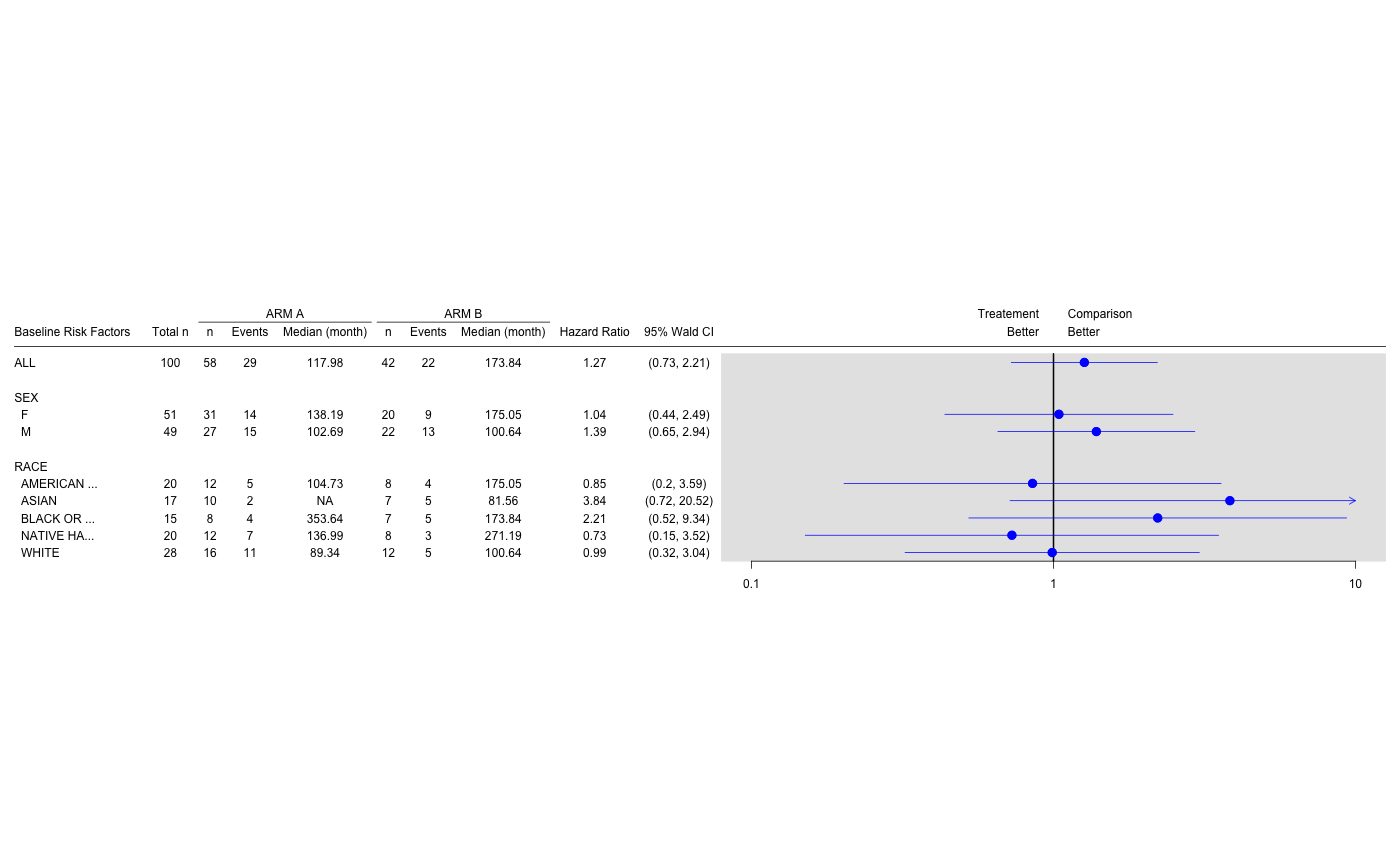 ARM A ARM B Treatement Comparison
Baseline Risk Factors Total n n Events Median (month) n Events Median (month) Hazard Ratio 95% Wald CI Better Better
ALL 100 58 29 117.98 42 22 173.84 1.27 (0.73, 2.21)
SEX
F 51 31 14 138.19 20 9 175.05 1.04 (0.44, 2.49)
M 49 27 15 102.69 22 13 100.64 1.39 (0.65, 2.94)
RACE
AMERICAN ... 20 12 5 104.73 8 4 175.05 0.85 (0.2, 3.59)
ASIAN 17 10 2 NA 7 5 81.56 3.84 (0.72, 20.52)
BLACK OR ... 15 8 4 353.64 7 5 173.84 2.21 (0.52, 9.34)
NATIVE HA... 20 12 7 136.99 8 3 271.19 0.73 (0.15, 3.52)
WHITE 28 16 11 89.34 12 5 100.64 0.99 (0.32, 3.04)
0.1 1 10